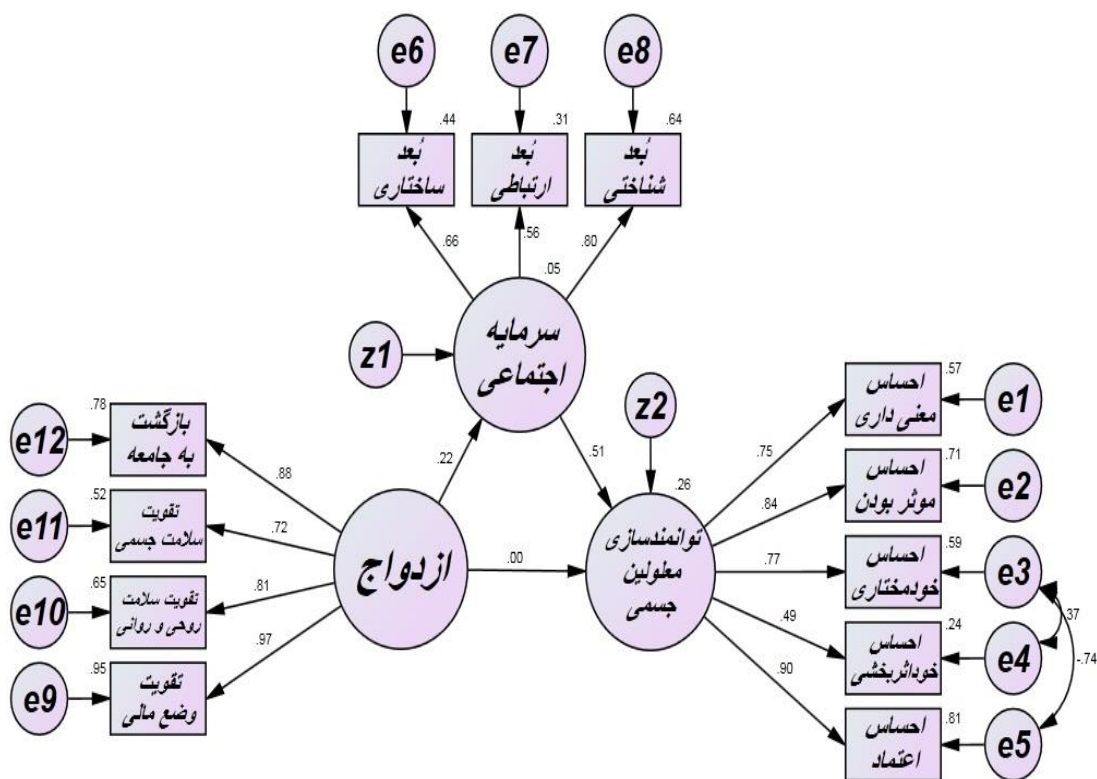 e6
e7
e8
.44
.31
.64
بُعد
ساختاری
بُعد
ارتباطی
بُعد
شناختی
.66
.56
.80
.05
سرمایه
اجتماعی
z1
z2
.22
.51
.26
.00
ازدواج
توانمندسازی
معلولین
جسمی
e12
.78
بازگشت
به جامعه
.88
e11
.52
تقویت
سلامت جسمی
.72
e10
.65
تقویت سلامت
روحی و روانی
.81
e9
.95
تقویت
وضع مالی
.97
.75
احساس
معنی داری
.57
e1
.84
احساس
موثر بودن
.71
e2
.77
احساس
خودمختاری
.59
e3
.49
احساس
خوداثربخشی
.24
e4
.90
احساس
اعتماد
.81
e5
.37
-.74